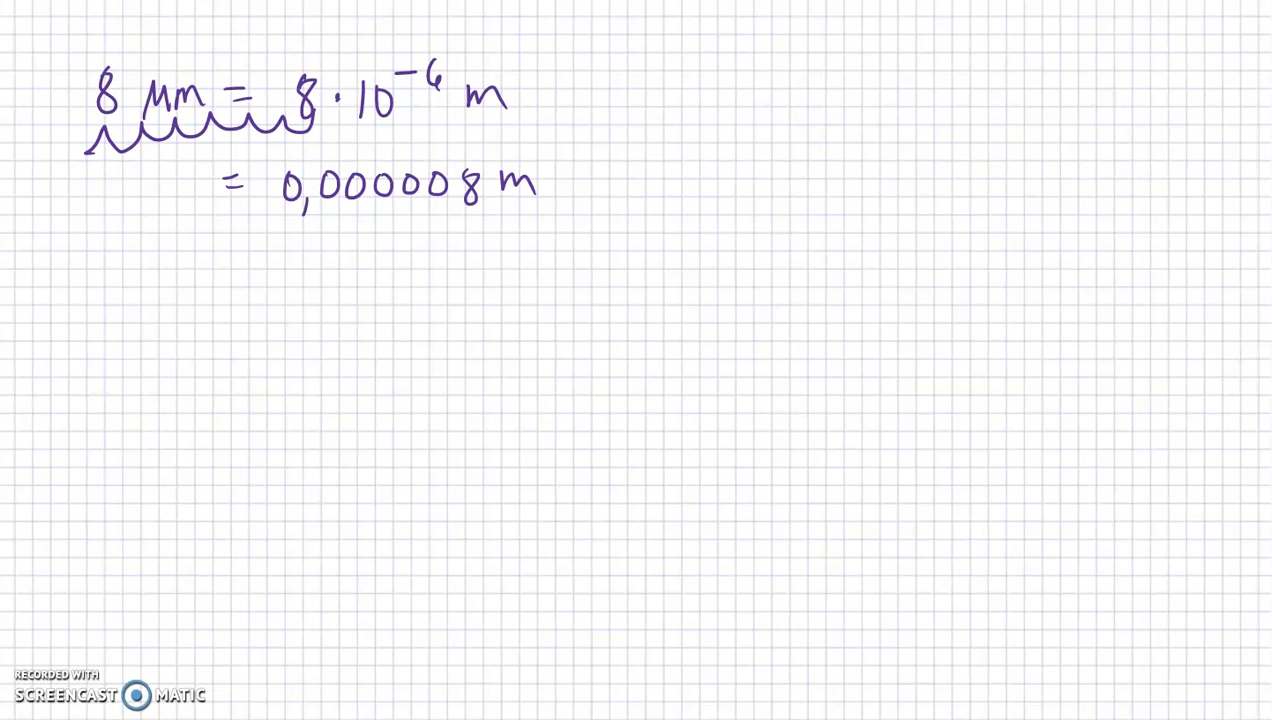 8 μm = 8 · 10⁻⁶ m
= 0,000008 m
RECORDED WITH
SCREENCAST MATIC